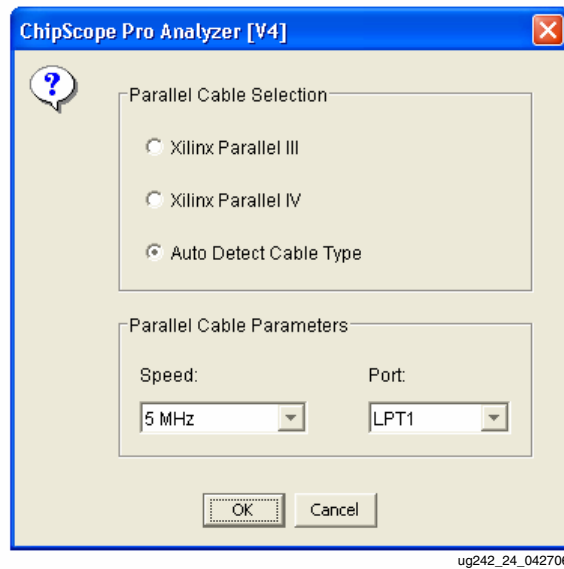 ChipScope Pro Analyzer [V4]
?
Parallel Cable Selection
Xilinx Parallel III
Xilinx Parallel IV
Auto Detect Cable Type
Parallel Cable Parameters
Speed: Port:
5 MHz LPT1
OK Cancel
ug242_24_042706